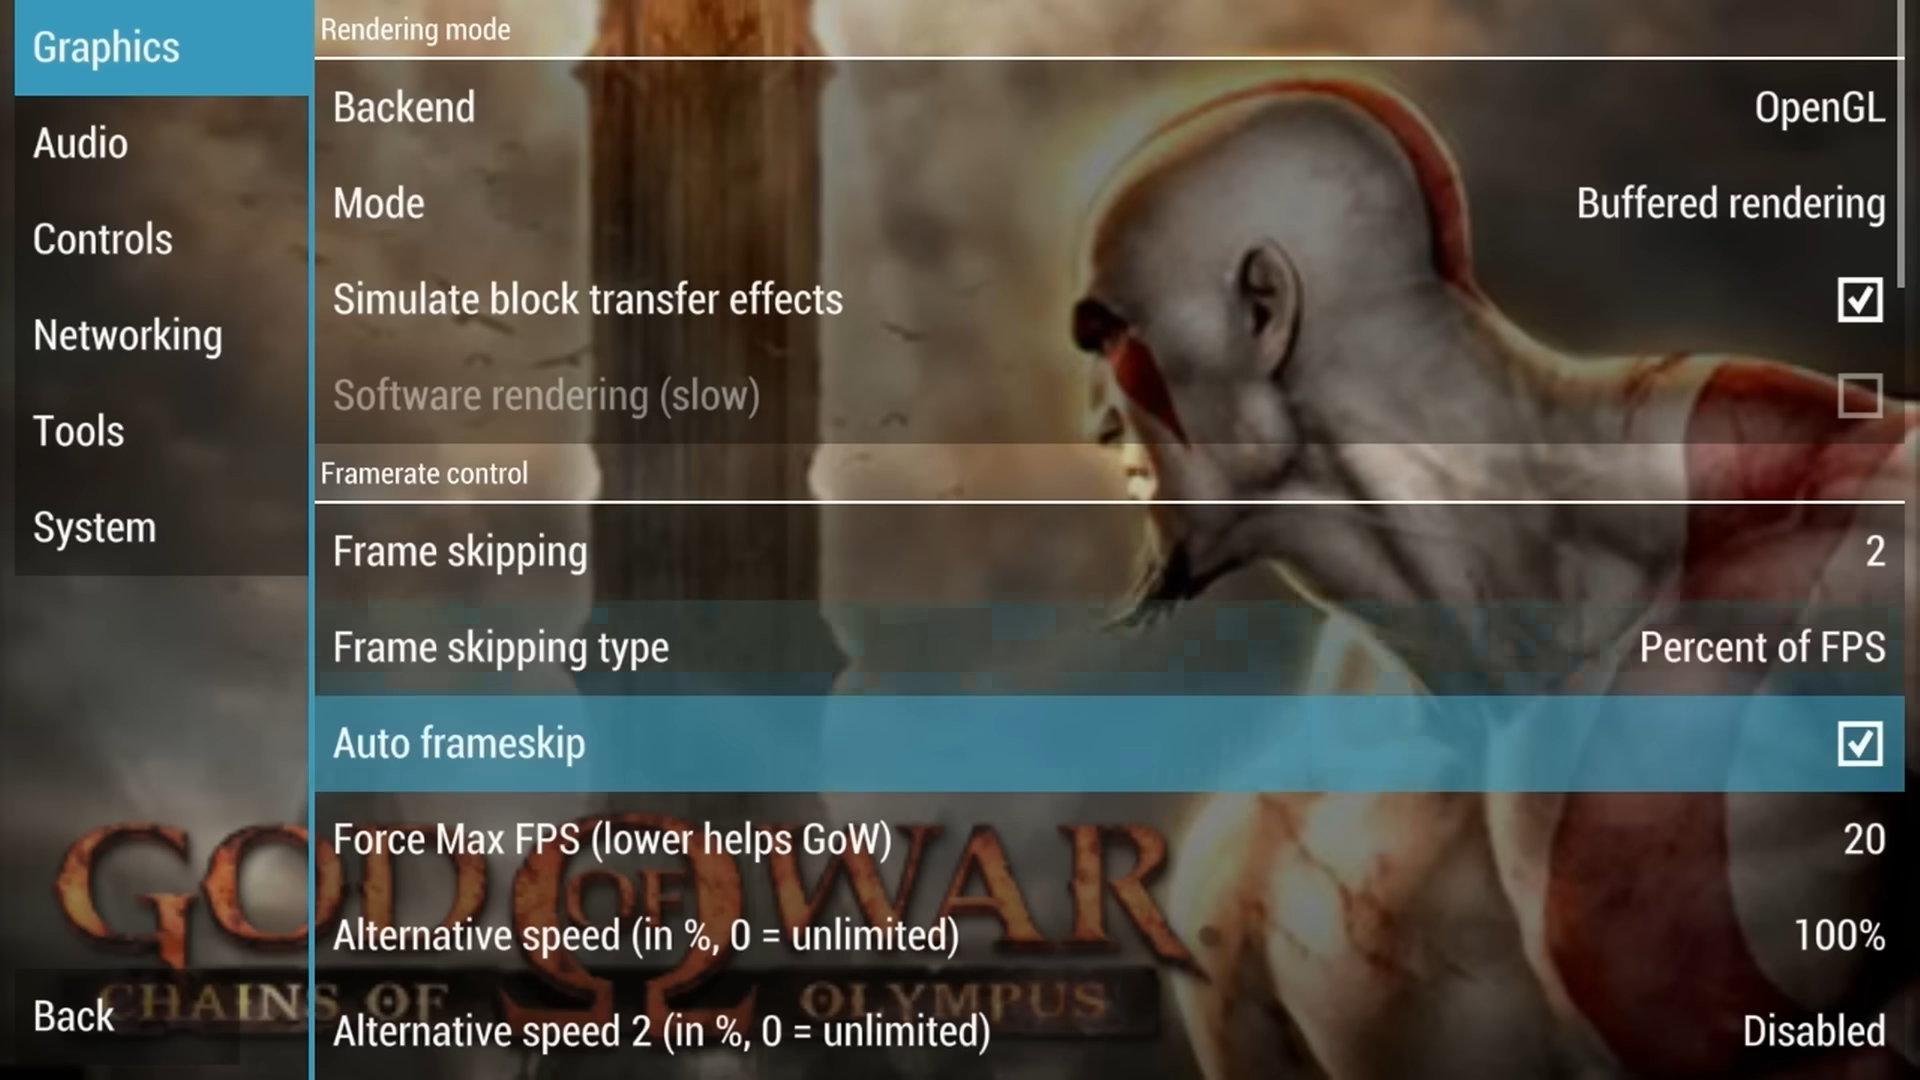 Graphics
Audio
Controls
Networking
Tools
System
Back
Rendering mode
Backend OpenGL
Mode Buffered rendering
Simulate block transfer effects
Software rendering (slow)
Framerate control
Frame skipping 2
Frame skipping type Percent of FPS
Auto frameskip
Force Max FPS (lower helps GoW) 20
Alternative speed (in %, 0 = unlimited) 100%
Alternative speed 2 (in %, 0 = unlimited) Disabled
GOD OF WAR
CHAINS OF OLYMPUS